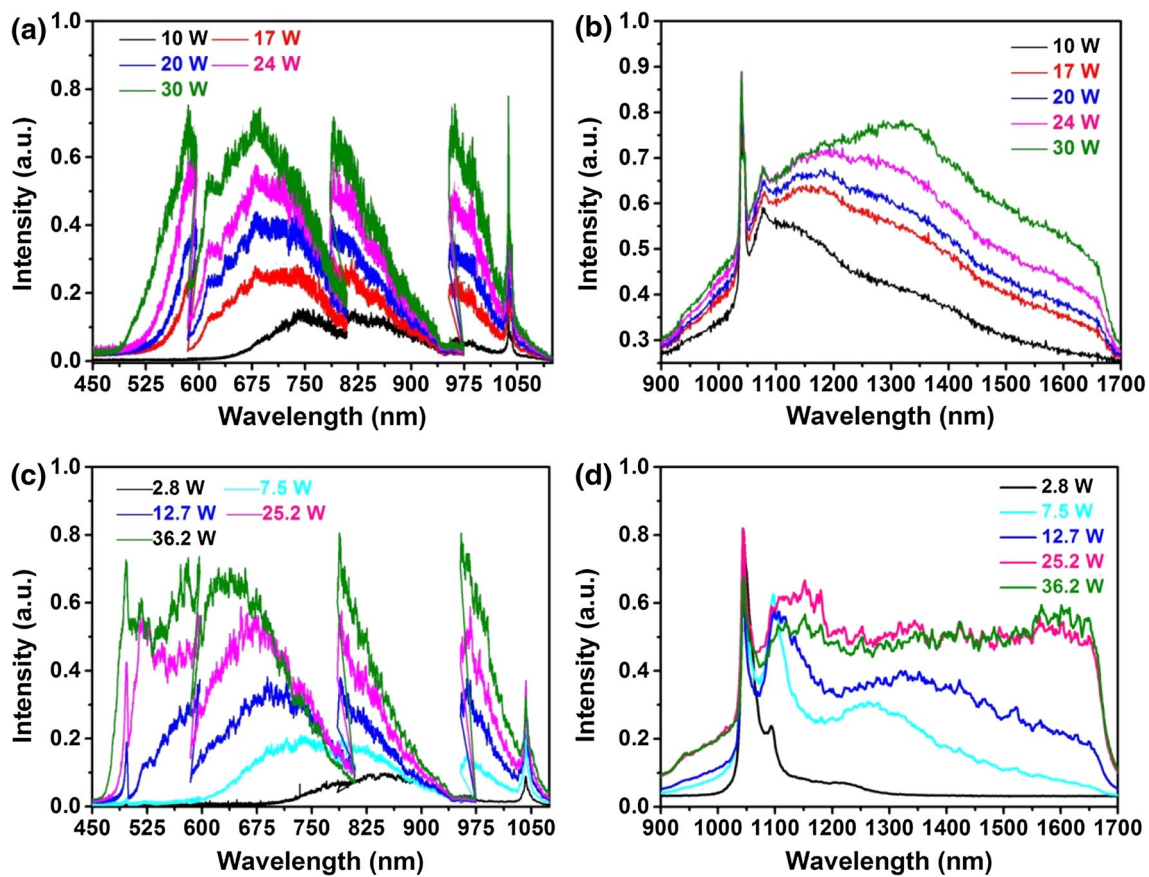 (a)
10 W 17 W
20 W 24 W
30 W
1.0
0.8
0.6
0.4
0.2
0.0
Intensity (a.u.)
450 525 600 675 750 825 900 975 1050
Wavelength (nm)
(b)
10 W
17 W
20 W
24 W
30 W
1.0
0.9
0.8
0.7
0.6
0.5
0.4
0.3
Intensity (a.u.)
900 1000 1100 1200 1300 1400 1500 1600 1700
Wavelength (nm)
(c)
2.8 W 7.5 W
12.7 W 25.2 W
36.2 W
1.0
0.8
0.6
0.4
0.2
0.0
Intensity (a.u.)
450 525 600 675 750 825 900 975 1050
Wavelength (nm)
(d)
2.8 W
7.5 W
12.7 W
25.2 W
36.2 W
1.0
0.8
0.6
0.4
0.2
0.0
Intensity (a.u.)
900 1000 1100 1200 1300 1400 1500 1600 1700
Wavelength (nm)